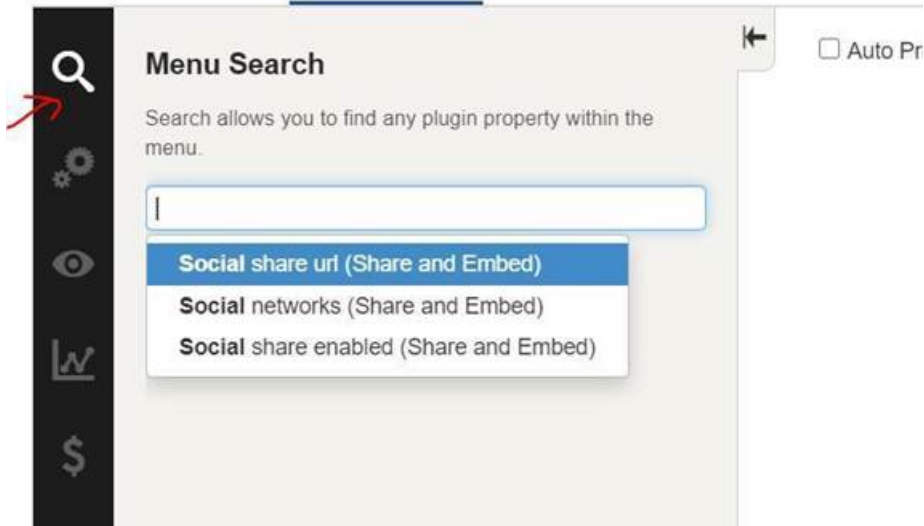 Menu Search
Auto Pr
Search allows you to find any plugin property within the
menu.
Social share url (Share and Embed)
Social networks (Share and Embed)
Social share enabled (Share and Embed)